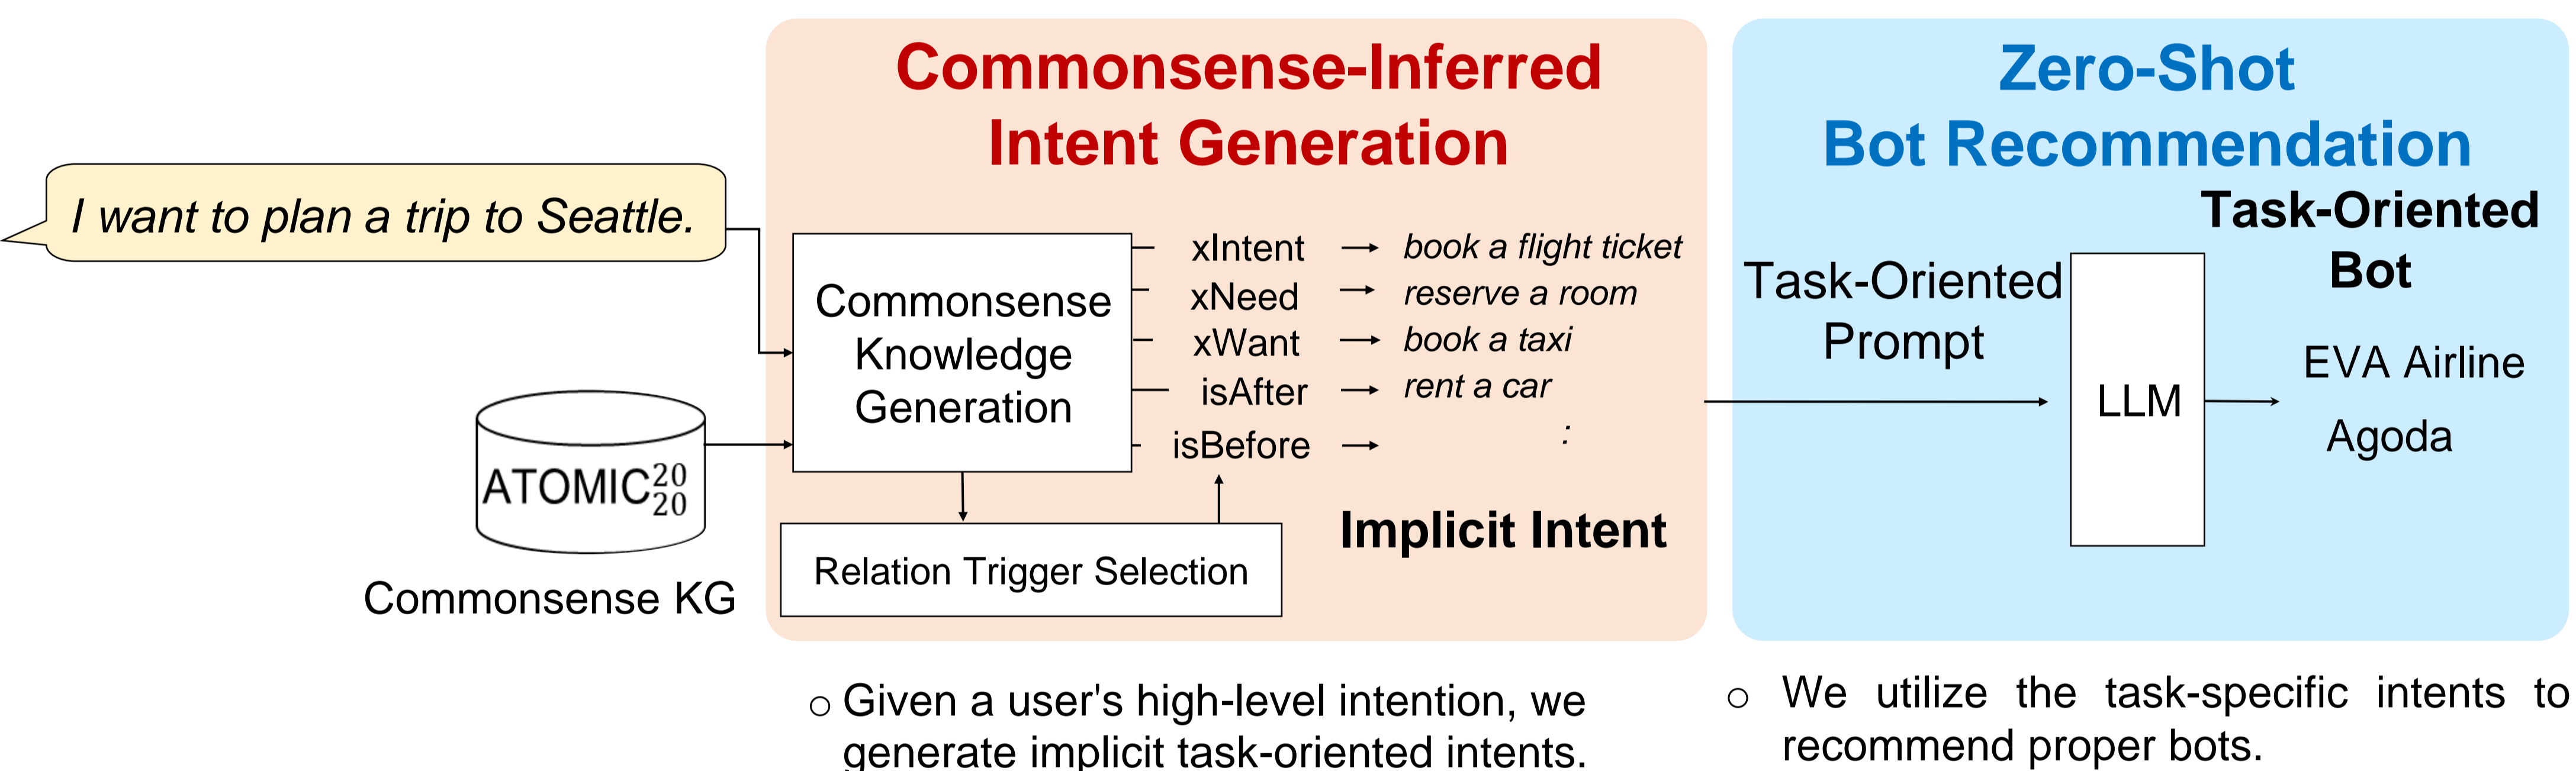 I want to plan a trip to Seattle.
ATOMIC 20 20
Commonsense KG
Commonsense-Inferred
Intent Generation
Commonsense
Knowledge
Generation
xIntent → book a flight ticket
xNeed → reserve a room
xWant → book a taxi
isAfter → rent a car
isBefore → :
Relation Trigger Selection
Implicit Intent
Zero-Shot
Bot Recommendation
Task-Oriented
Prompt
LLM
Task-Oriented
Bot
EVA Airline
Agoda
○ Given a user's high-level intention, we
generate implicit task-oriented intents.
○ We utilize the task-specific intents to
recommend proper bots.